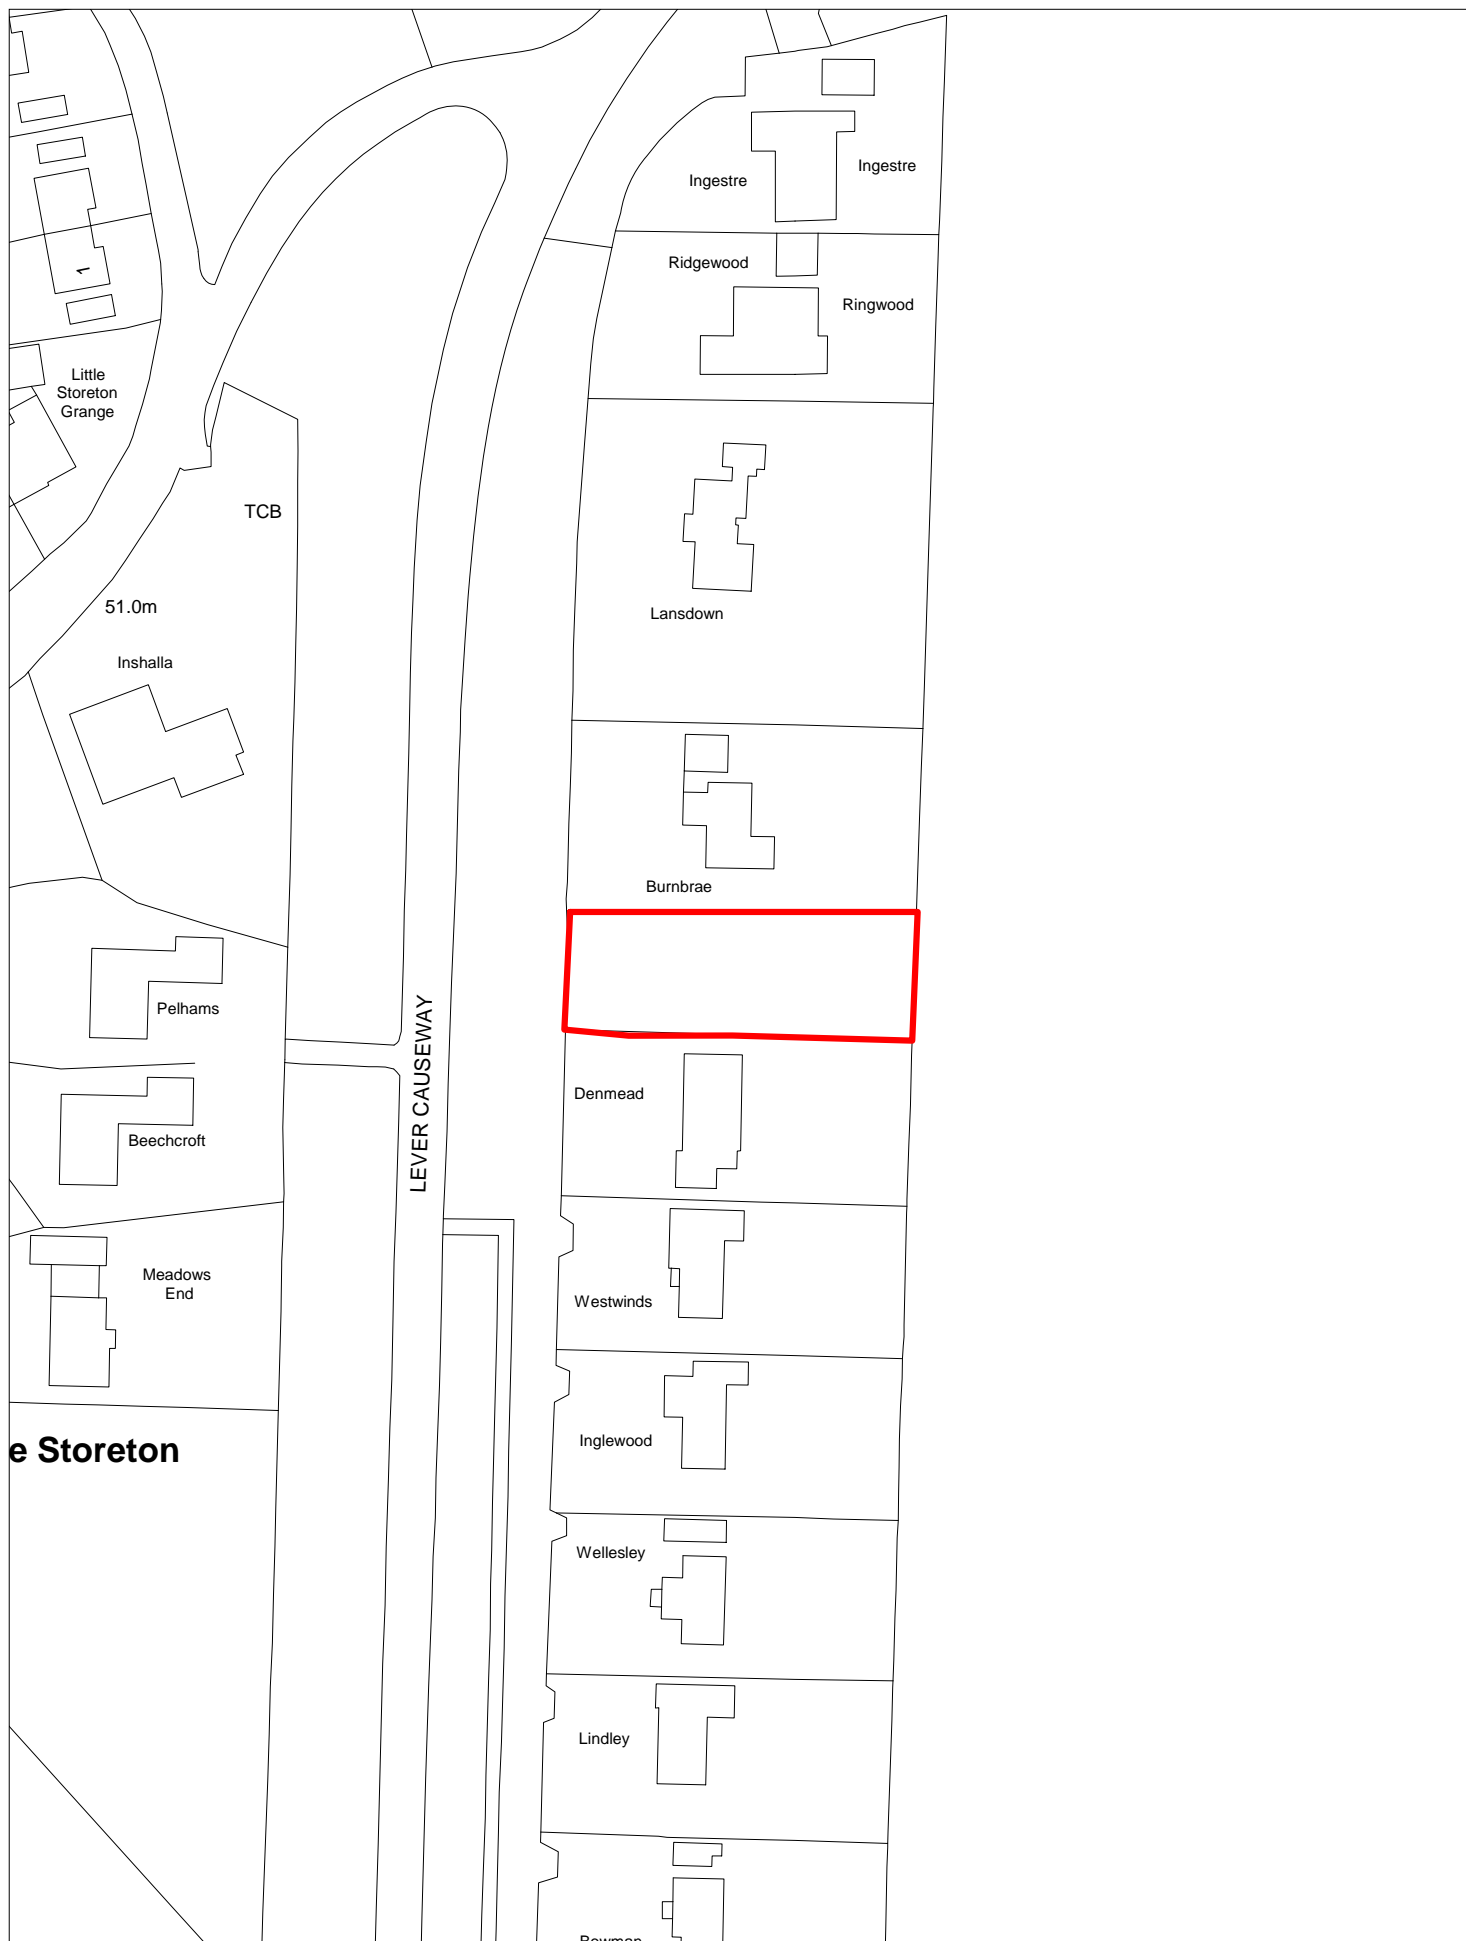 Ingestre
Ingestre
Ridgewood
Ringwood
1
Little
Storeton
Grange
TCB
51.0m
Lansdown
Inshalla
Burnbrae
Pelhams
LEVER CAUSEWAY
Denmead
Beechcroft
Meadows
End
Westwinds
Inglewood
e Storeton
Wellesley
Lindley